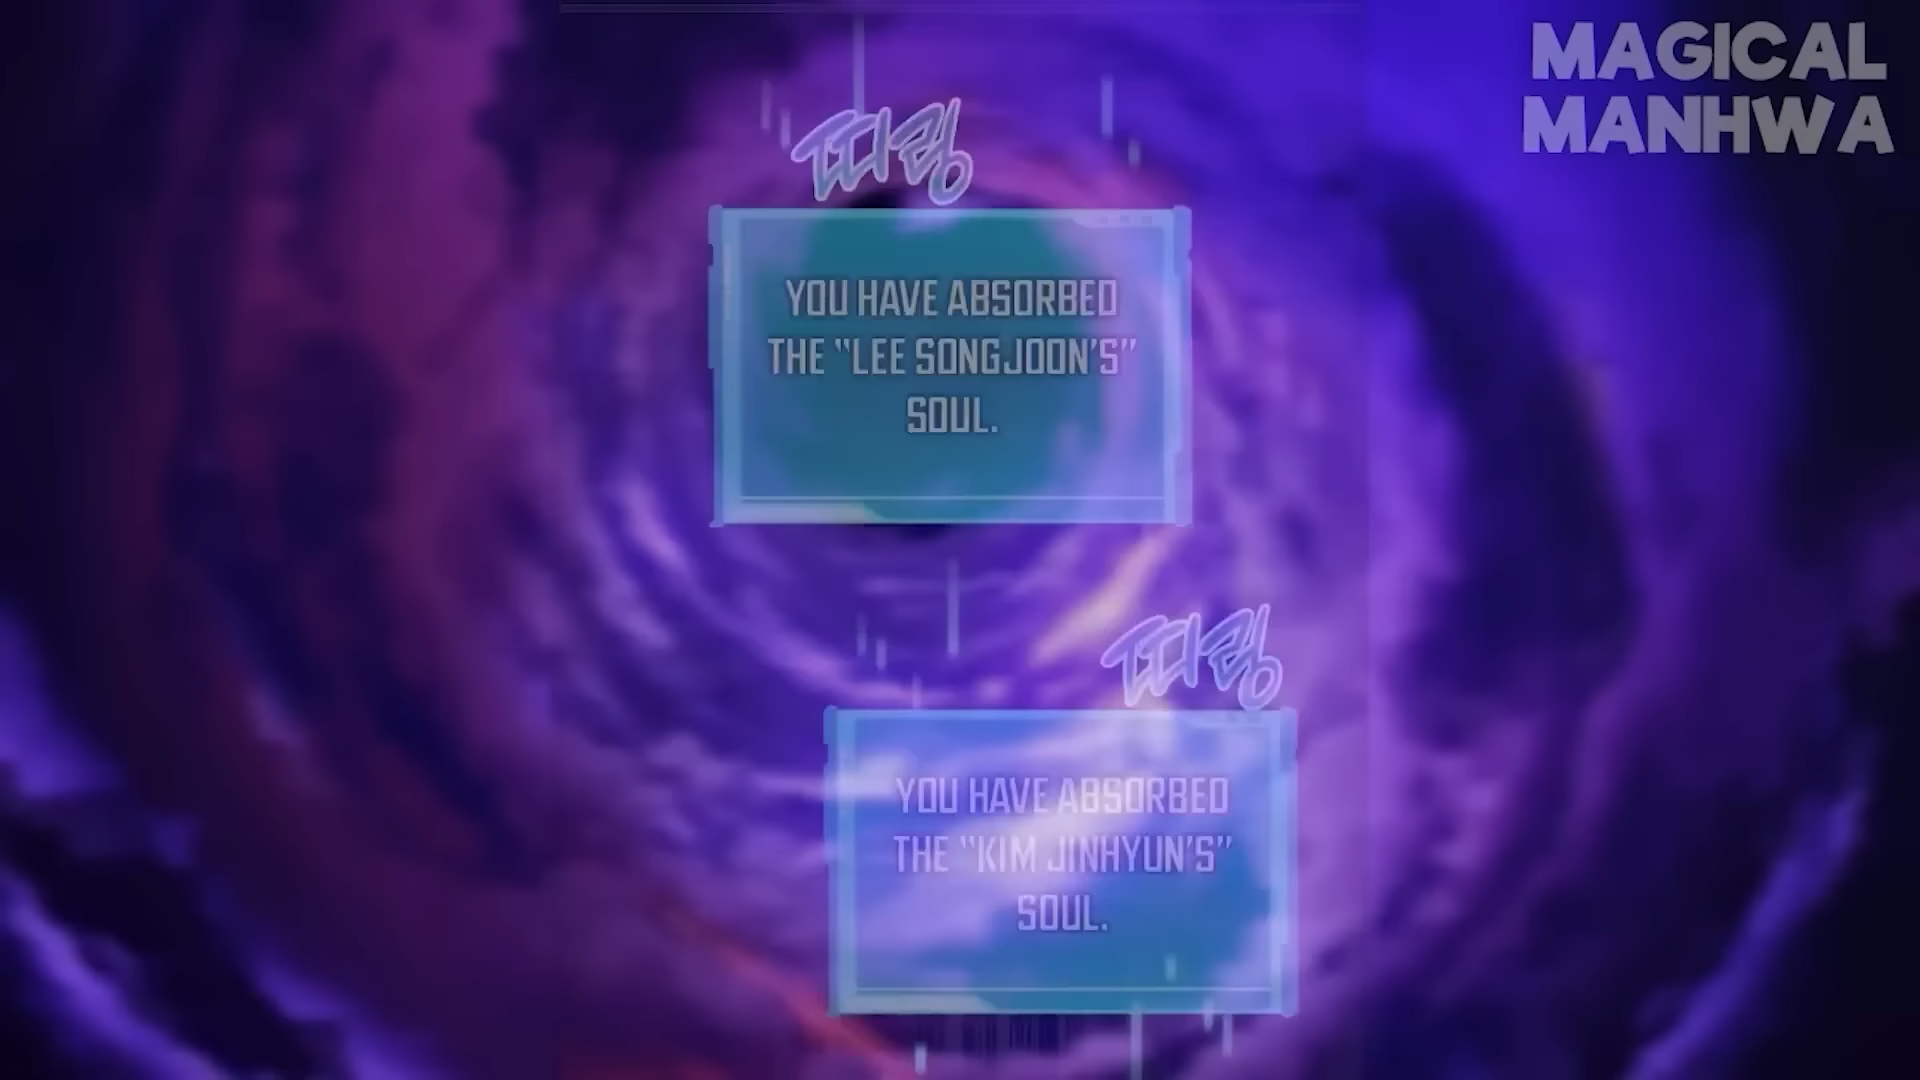 MAGICAL
MANHWA
띠링
YOU HAVE ABSORBED
THE "LEE SONGJOON'S"
SOUL.
띠링
YOU HAVE ABSORBED
THE "KIM JINHYUN'S"
SOUL.